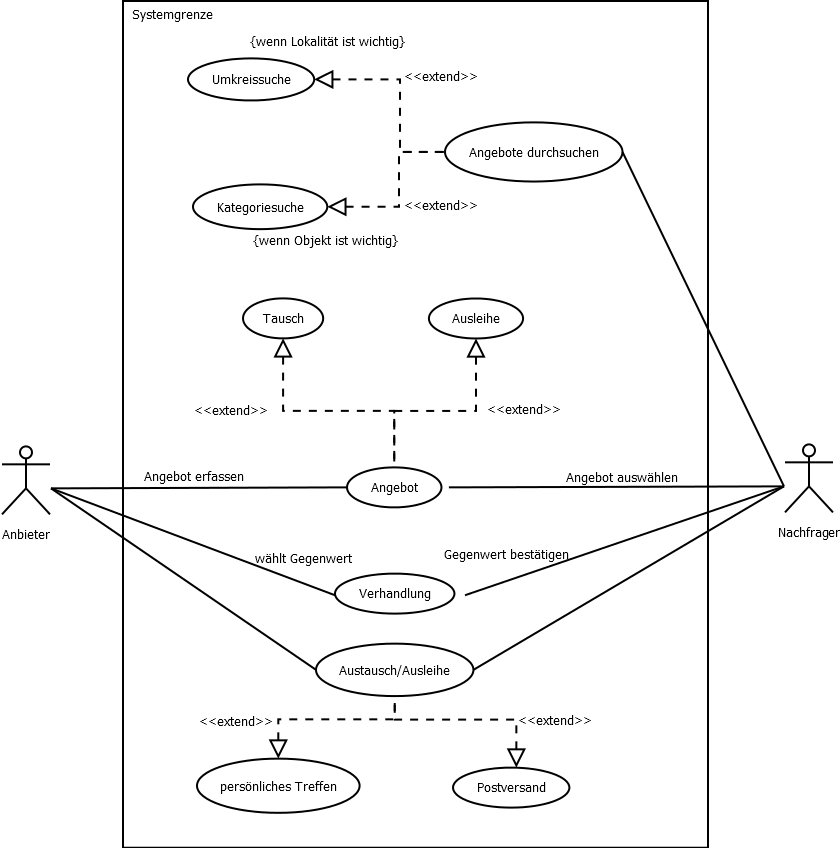 Systemgrenze
{wenn Lokalität ist wichtig}
Umkreissuche
<<extend>>
Angebote durchsuchen
Kategoriesuche
<<extend>>
{wenn Objekt ist wichtig}
Tausch
Ausleihe
<<extend>>
<<extend>>
Angebot erfassen
Angebot
Angebot auswählen
Anbieter
Nachfrager
wählt Gegenwert
Gegenwert bestätigen
Verhandlung
Austausch/Ausleihe
<<extend>>
<<extend>>
persönliches Treffen
Postversand